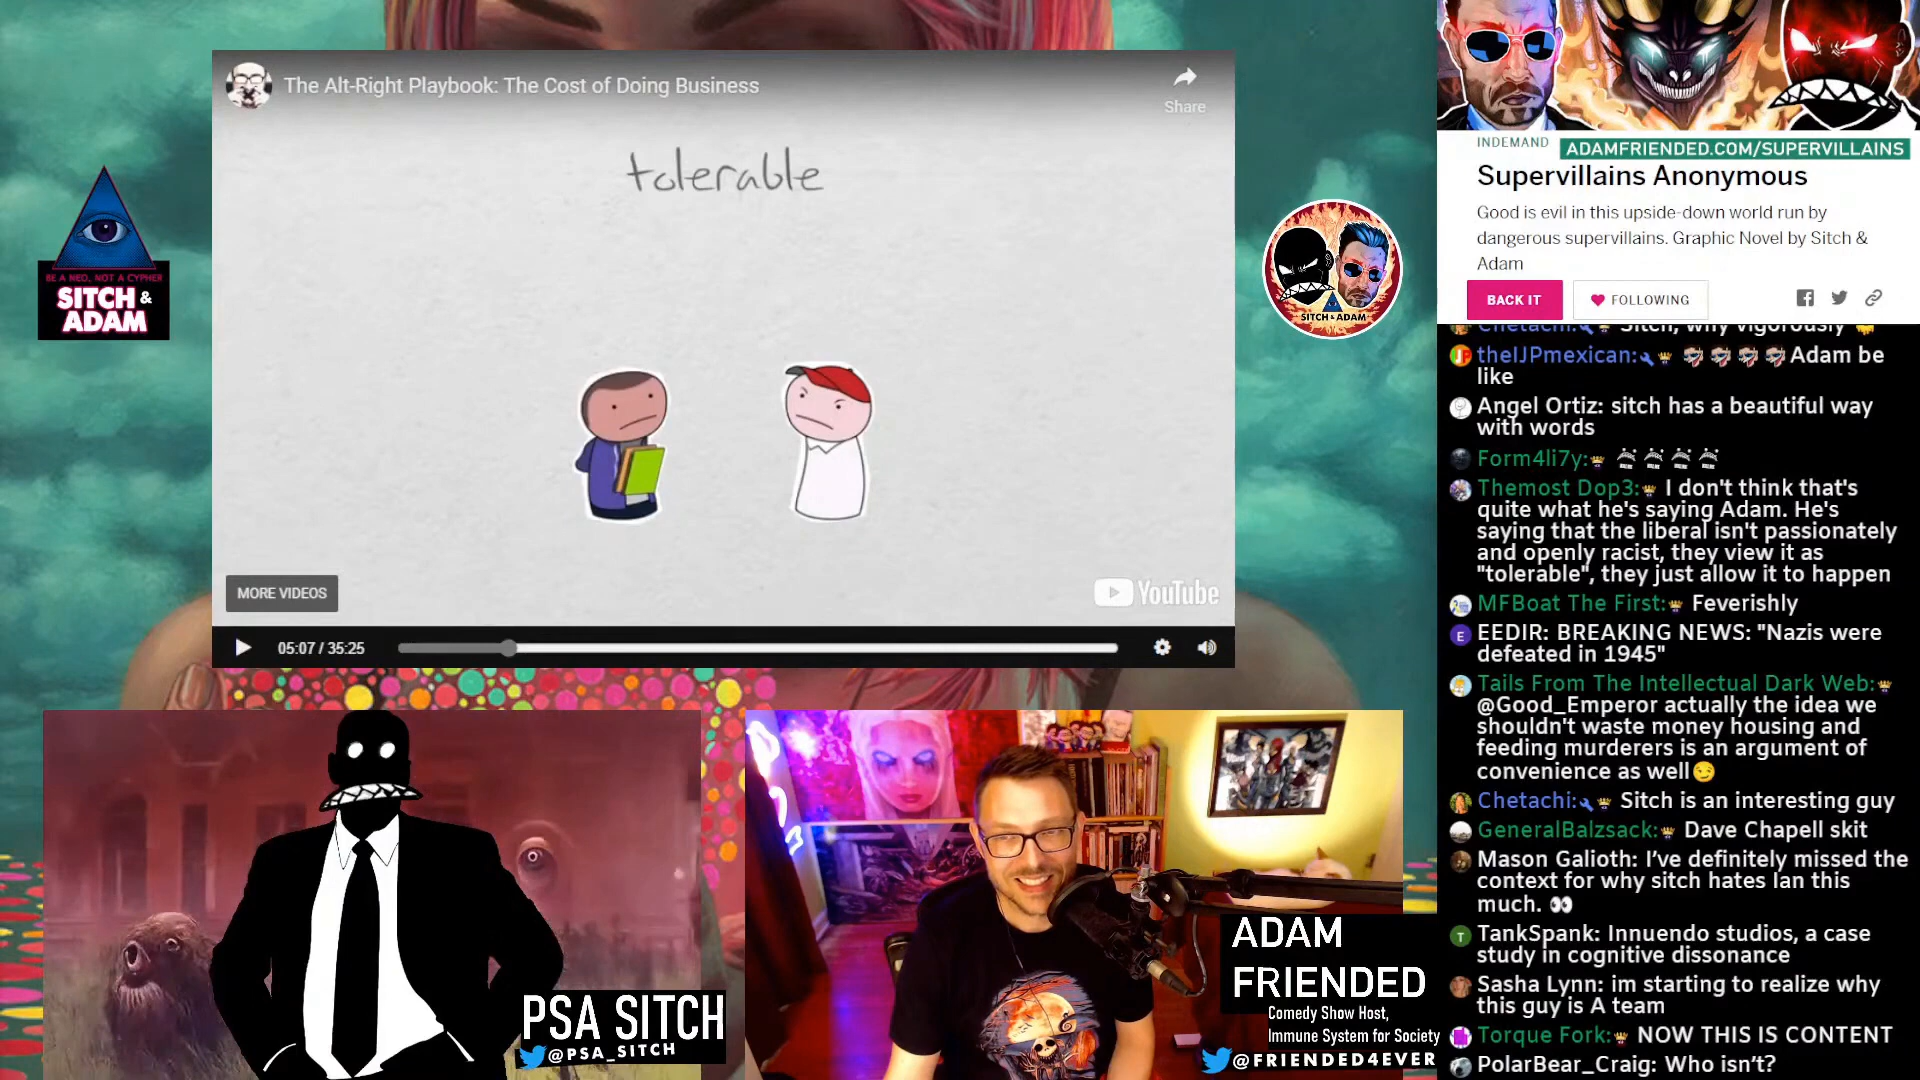 The Alt-Right Playbook: The Cost of Doing Business
Share
tolerable
MORE VIDEOS
YouTube
05:07 / 35:25
BE A NEO, NOT A CYPHER
SITCH &
ADAM
SITCH & ADAM
INDEMAND
ADAMFRIENDED.COM/SUPERVILLAINS
Supervillains Anonymous
Good is evil in this upside-down world run by
dangerous supervillains. Graphic Novel by Sitch &
Adam
BACK IT
FOLLOWING
Chetachi: Sitch, why vigorously
theIJPmexican: Adam be
like
Angel Ortiz: sitch has a beautiful way
with words
Form4li7y:
Themost Dop3: I don't think that's
quite what he's saying Adam. He's
saying that the liberal isn't passionately
and openly racist, they view it as
"tolerable", they just allow it to happen
MFBoat The First: Feverishly
E EEDIR: BREAKING NEWS: "Nazis were
defeated in 1945"
Tails From The Intellectual Dark Web:
@Good_Emperor actually the idea we
shouldn't waste money housing and
feeding murderers is an argument of
convenience as well
Chetachi: Sitch is an interesting guy
GeneralBalzsack: Dave Chapell skit
Mason Galioth: I've definitely missed the
context for why sitch hates Ian this
much.
T TankSpank: Innuendo studios, a case
study in cognitive dissonance
Sasha Lynn: im starting to realize why
this guy is A team
Torque Fork: NOW THIS IS CONTENT
PolarBear_Craig: Who isn't?
PSA SITCH
@PSA_SITCH
ADAM
FRIENDED
Comedy Show Host,
Immune System for Society
@FRIENDED4EVER